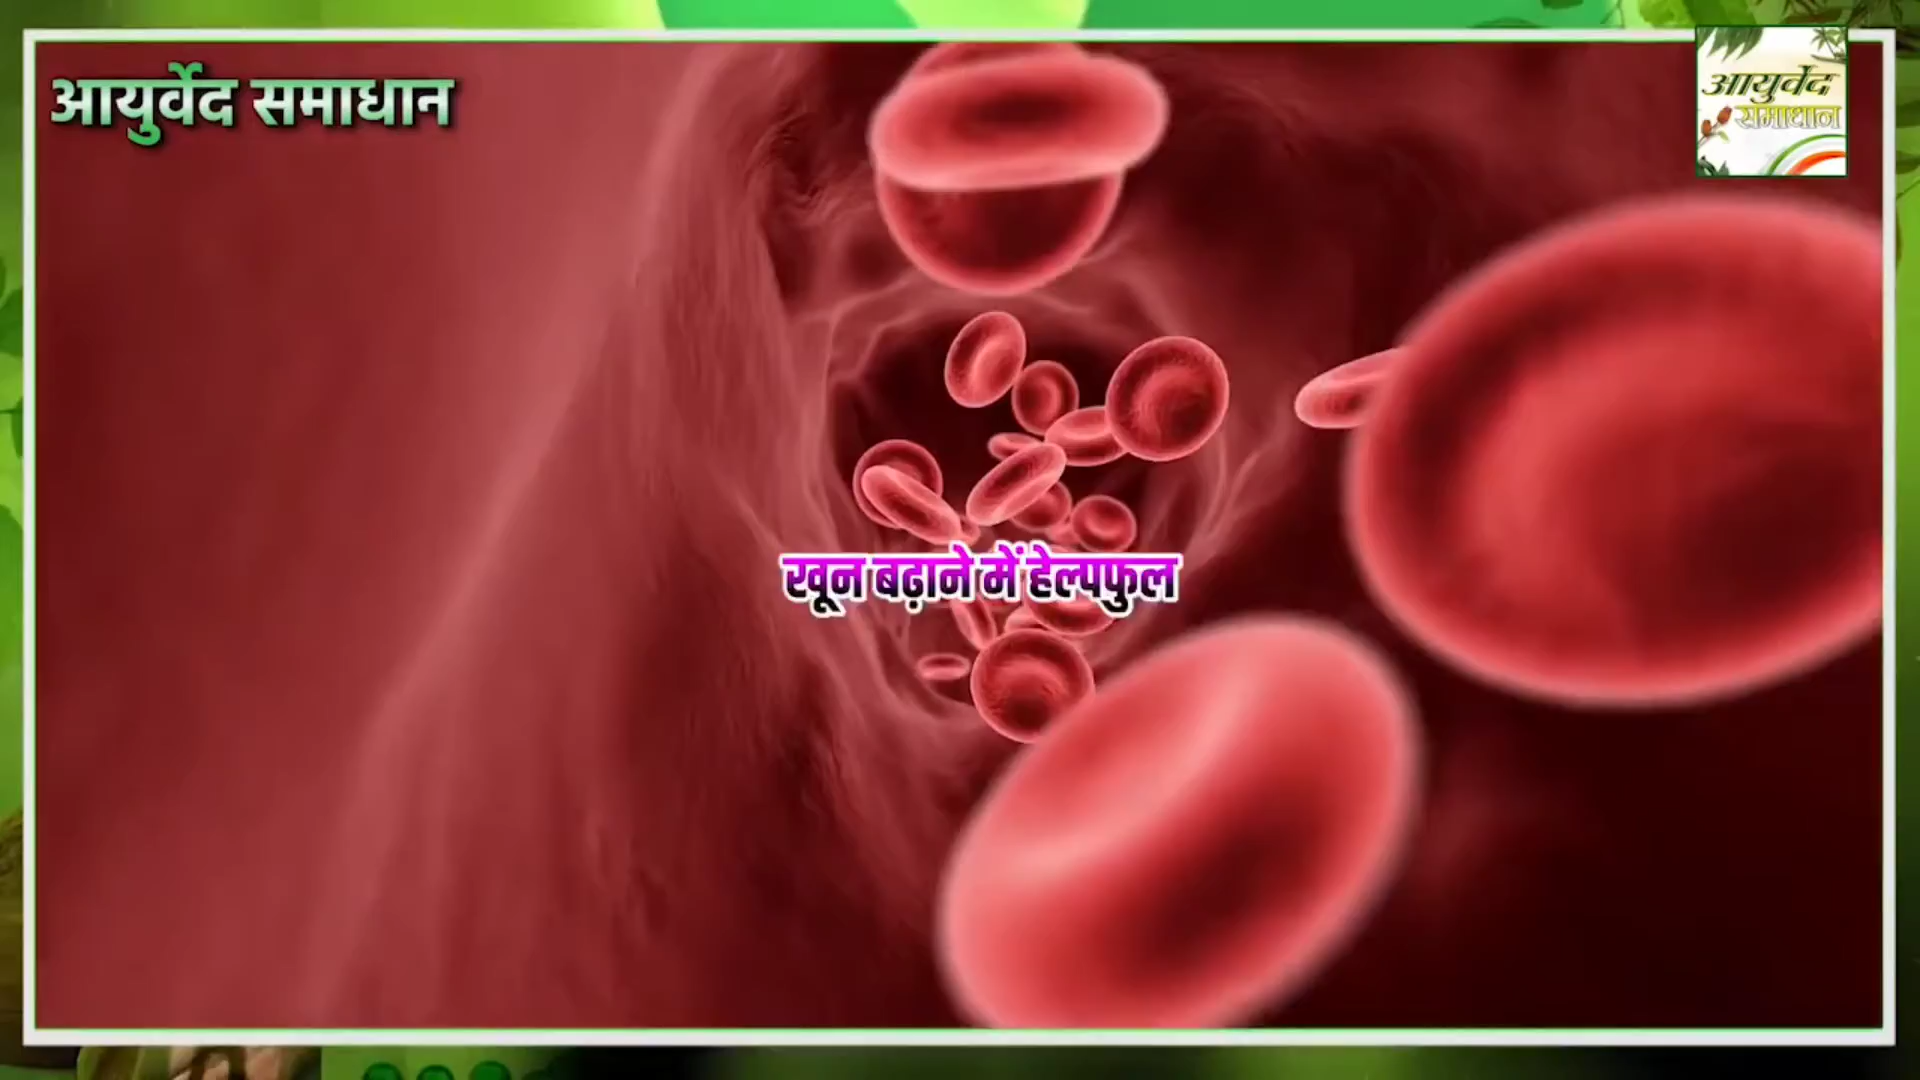 आयुर्वेद समाधान
आयुर्वेद
समाधान
खून बढ़ाने में हेल्पफुल